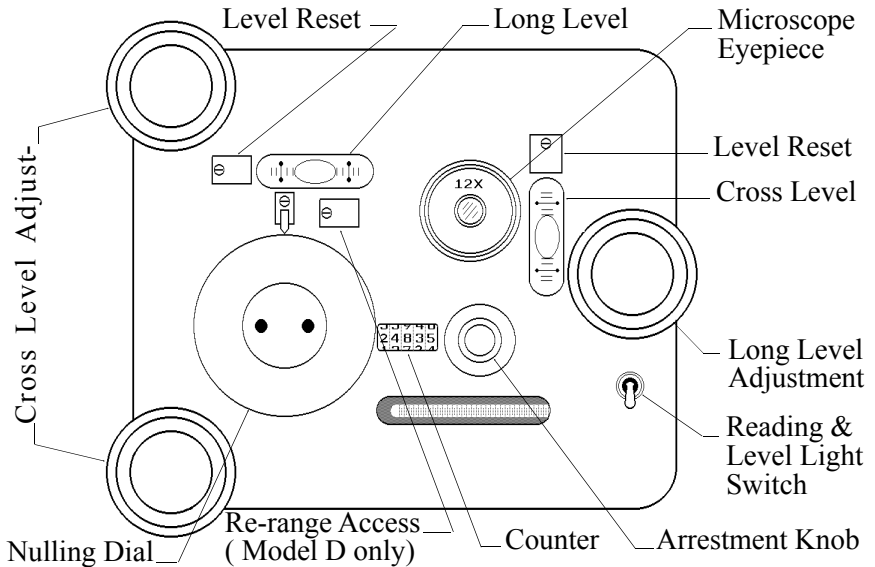 Level Reset
Long Level
Microscope
Eyepiece
Level Reset
12X
Cross Level
Cross Level Adjust-
24835
Long Level
Adjustment
Reading &
Level Light
Switch
Re-range Access
( Model D only)
Nulling Dial
Counter
Arrestment Knob